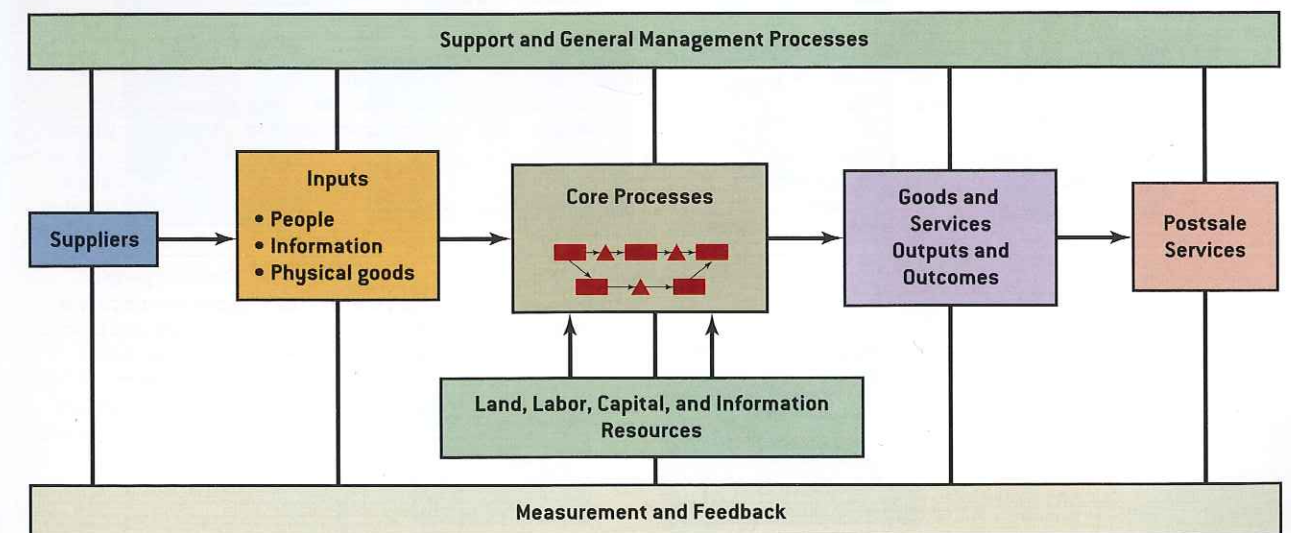 Support and General Management Processes
Suppliers
Inputs
• People
• Information
• Physical goods
Core Processes
Goods and
Services
Outputs and
Outcomes
Postsale
Services
Land, Labor, Capital, and Information
Resources
Measurement and Feedback